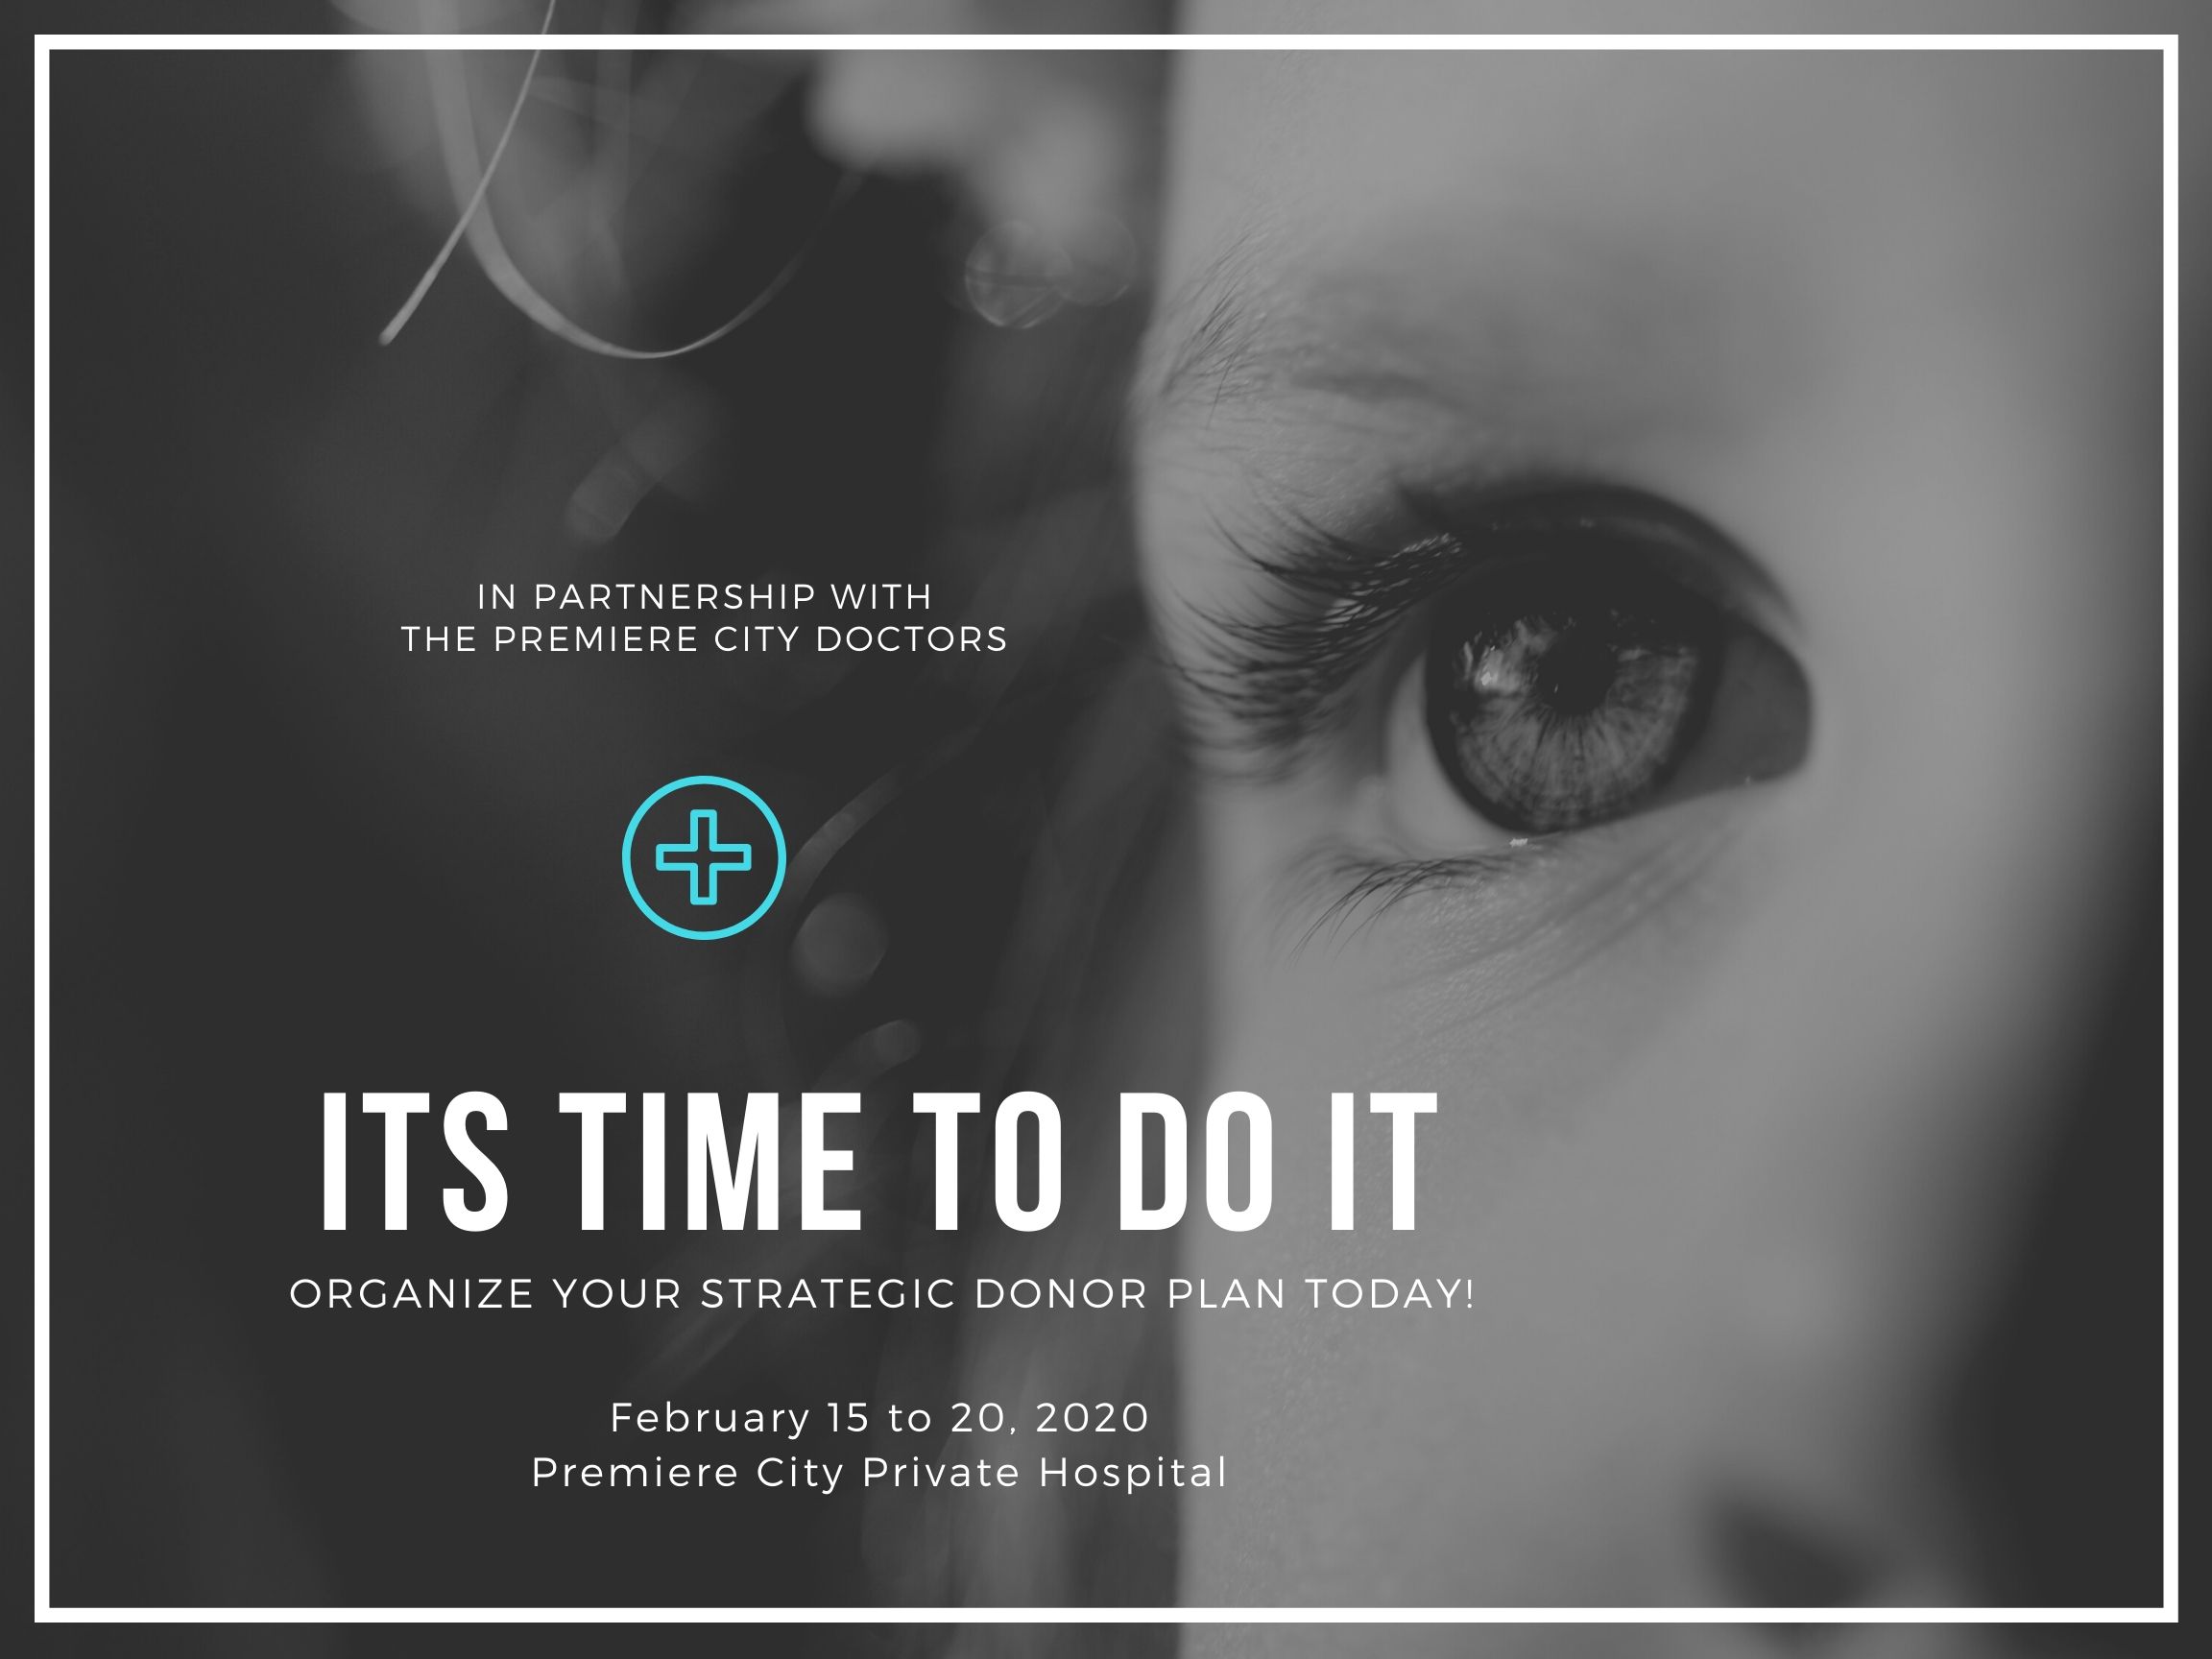 IN PARTNERSHIP WITH
THE PREMIERE CITY DOCTORS
ITS TIME TO DO IT
ORGANIZE YOUR STRATEGIC DONOR PLAN TODAY!
February 15 to 20, 2020
Premiere City Private Hospital